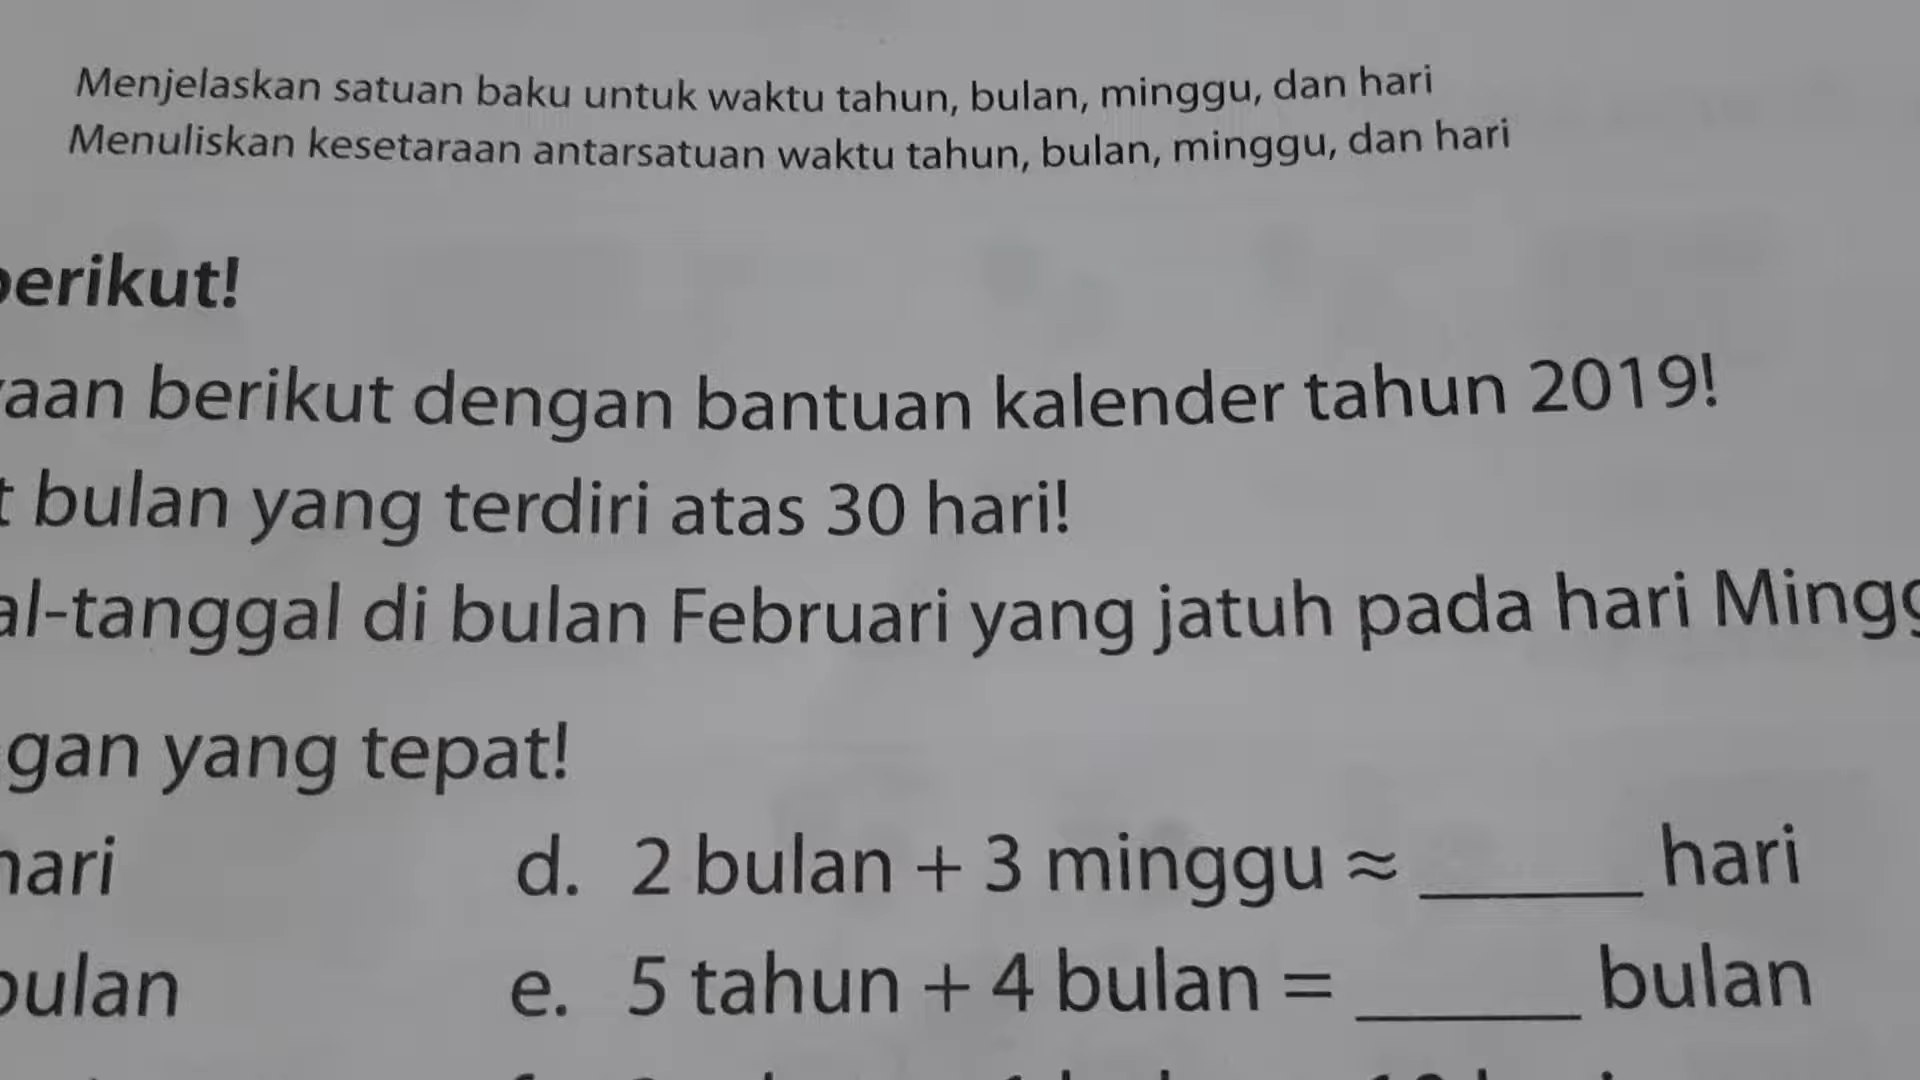 Menjelaskan satuan baku untuk waktu tahun, bulan, minggu, dan hari
Menuliskan kesetaraan antarsatuan waktu tahun, bulan, minggu, dan hari
erikut!
aan berikut dengan bantuan kalender tahun 2019!
t bulan yang terdiri atas 30 hari!
al-tanggal di bulan Februari yang jatuh pada hari Mingg
gan yang tepat!
hari d. 2 bulan + 3 minggu ≈ ______ hari
bulan e. 5 tahun + 4 bulan = ______ bulan